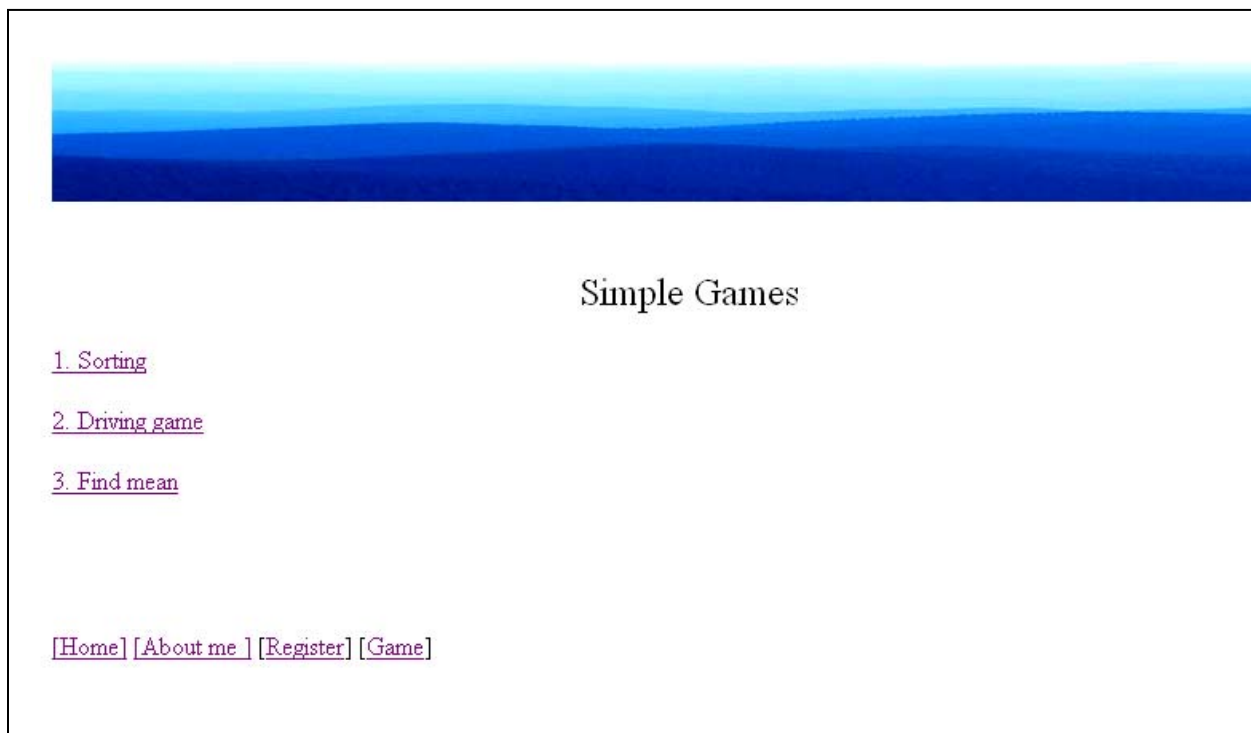 Simple Games
1. Sorting
2. Driving game
3. Find mean
[Home] [About me ] [Register] [Game]